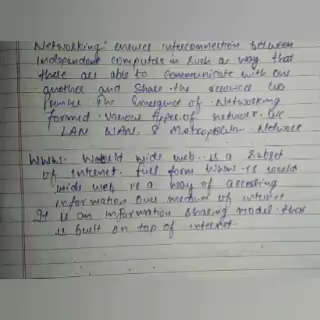 Networking: ensures interconnection between
independent computers in such a way that
these are able to communicate with one
another and share the resources
the emergence of Networking
formed various types of network like
LAN WAN & Metropolitan Network
WWW. World wide web. is a subset
of internet. full form WWW is world
wide web is a way of accessing
information over medium of internet
It is an information sharing model that
is built on top of internet